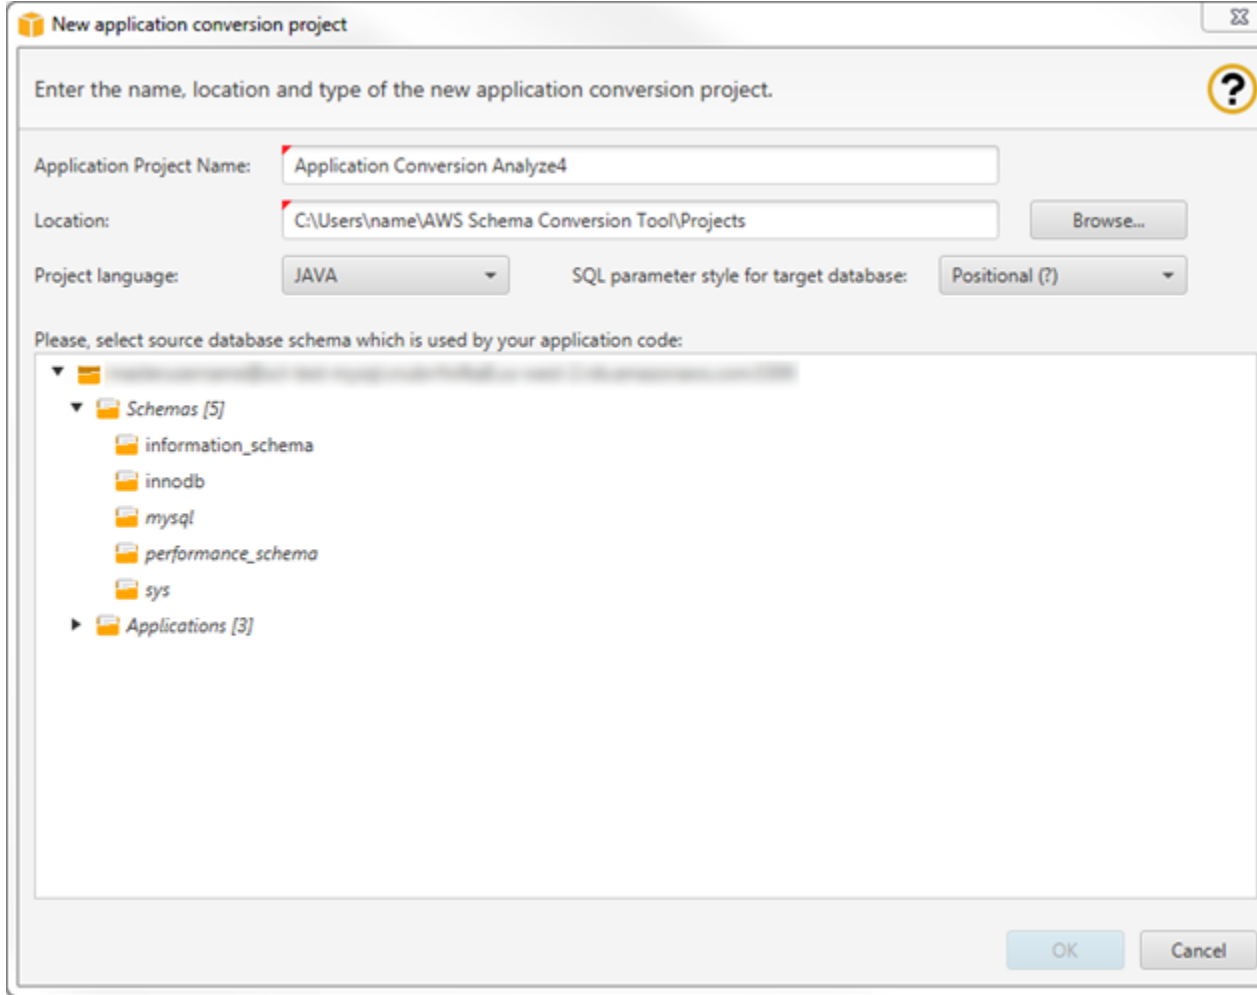 New application conversion project
Enter the name, location and type of the new application conversion project.
?
Application Project Name: Application Conversion Analyze4
Location: C:\Users\name\AWS Schema Conversion Tool\Projects Browse...
Project language: JAVA SQL parameter style for target database: Positional (?)
Please, select source database schema which is used by your application code:
Schemas [5]
information_schema
innodb
mysql
performance_schema
sys
Applications [3]
OK Cancel